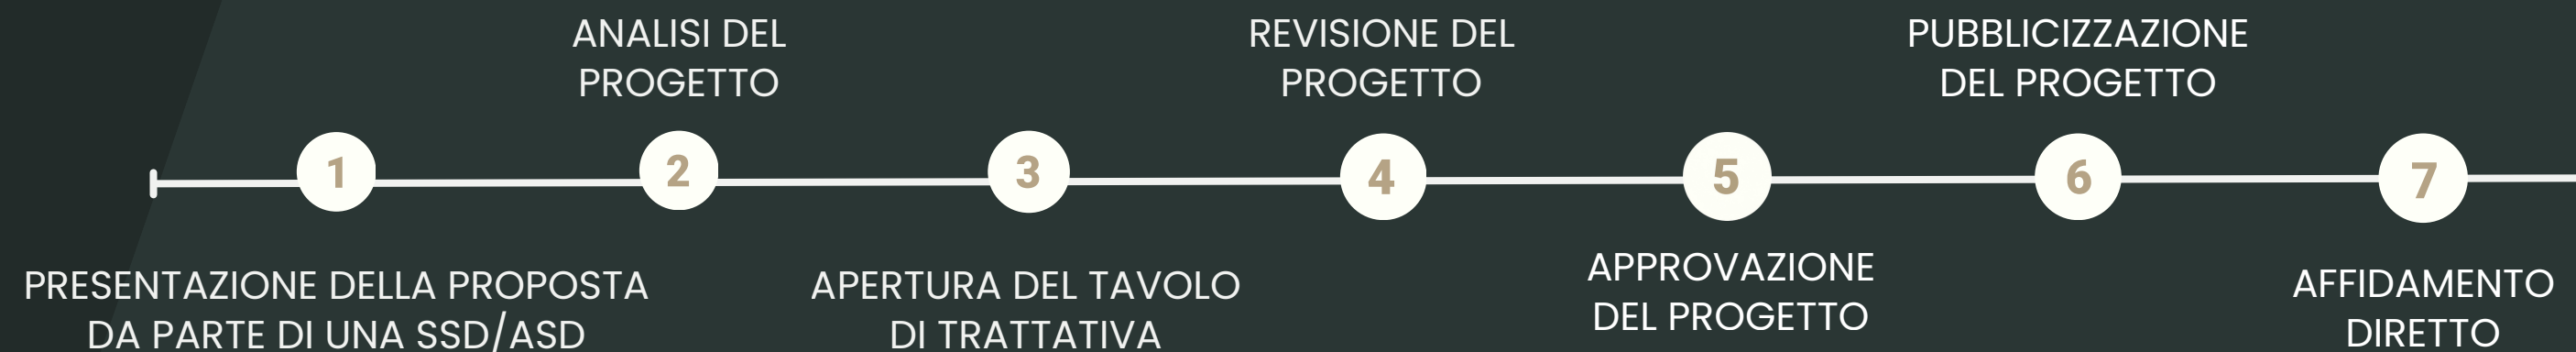 1
PRESENTAZIONE DELLA PROPOSTA
DA PARTE DI UNA SSD/ASD
2
ANALISI DEL
PROGETTO
3
APERTURA DEL TAVOLO
DI TRATTATIVA
4
REVISIONE DEL
PROGETTO
5
APPROVAZIONE
DEL PROGETTO
6
PUBBLICIZZAZIONE
DEL PROGETTO
7
AFFIDAMENTO
DIRETTO